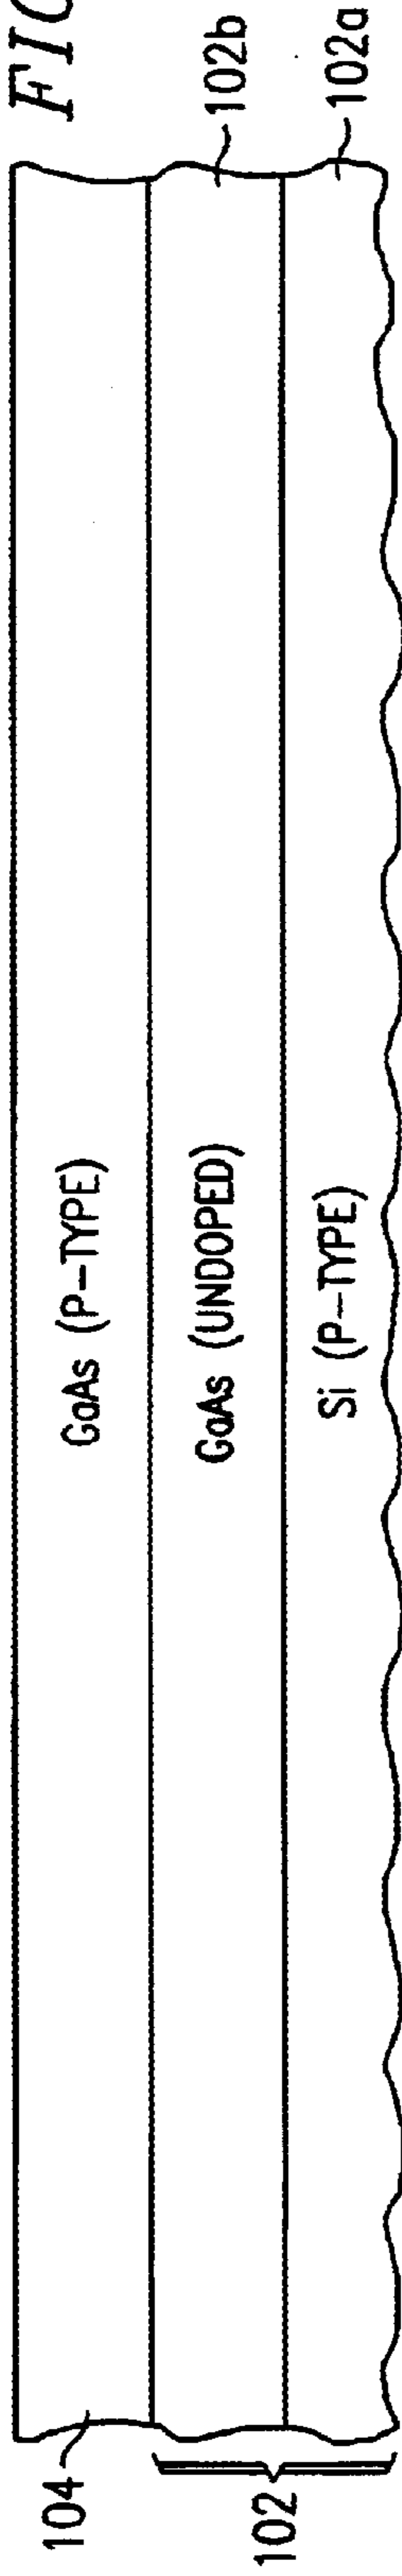 FIG
104
GaAs (P-TYPE)
GaAs (UNDOPED)
102b
Si (P-TYPE)
102a
102